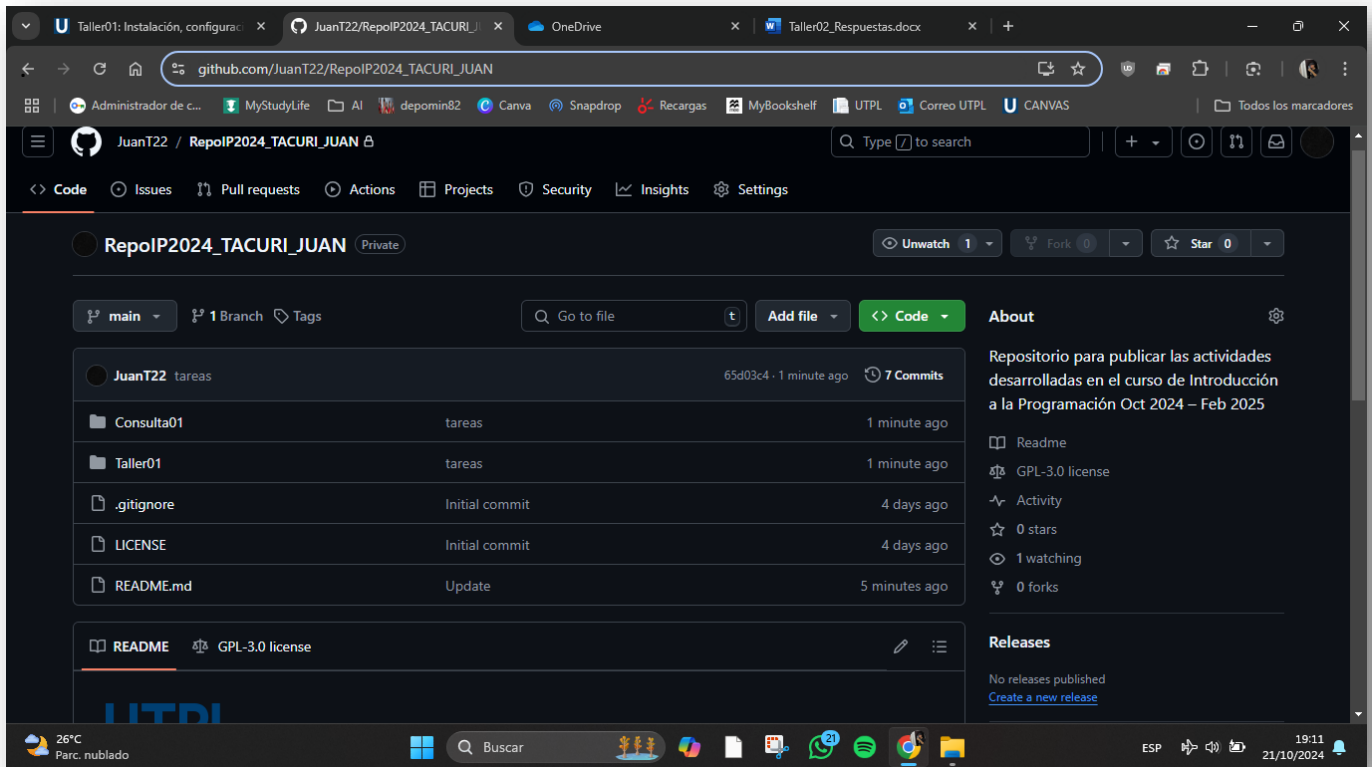 Taller01: Instalación, configurac
JuanT22/RepoIP2024_TACURI_J
OneDrive
Taller02_Respuestas.docx
github.com/JuanT22/RepoIP2024_TACURI_JUAN
Administrador de c...
MyStudyLife
AI
depomin82
Canva
Snapdrop
Recargas
MyBookshelf
UTPL
Correo UTPL
CANVAS
Todos los marcadores
JuanT22 / RepoIP2024_TACURI_JUAN
Type / to search
Code
Issues
Pull requests
Actions
Projects
Security
Insights
Settings
RepoIP2024_TACURI_JUAN Private
Unwatch 1
Fork 0
Star 0
main
1 Branch
Tags
Go to file t
Add file
Code
JuanT22 tareas 65d03c4 · 1 minute ago 7 Commits
Consulta01 tareas 1 minute ago
Taller01 tareas 1 minute ago
.gitignore Initial commit 4 days ago
LICENSE Initial commit 4 days ago
README.md Update 5 minutes ago
README GPL-3.0 license
UTPL
About
Repositorio para publicar las actividades
desarrolladas en el curso de Introducción
a la Programación Oct 2024 – Feb 2025
Readme
GPL-3.0 license
Activity
0 stars
1 watching
0 forks
Releases
No releases published
Create a new release
26°C
Parc. nublado
Buscar
21
ESP
19:11
21/10/2024